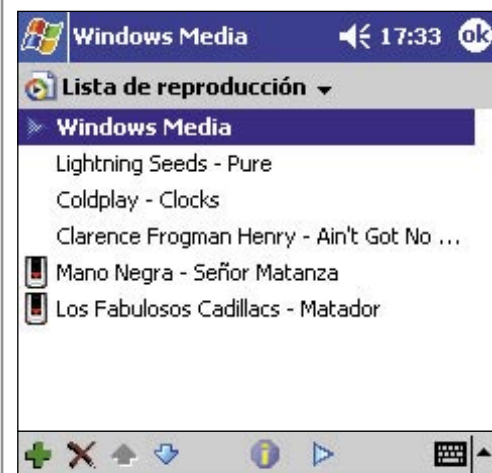 Windows Media 17:33 ok
Lista de reproducción
Windows Media
Lightning Seeds - Pure
Coldplay - Clocks
Clarence Frogman Henry - Ain't Got No ...
Mano Negra - Señor Matanza
Los Fabulosos Cadillacs - Matador